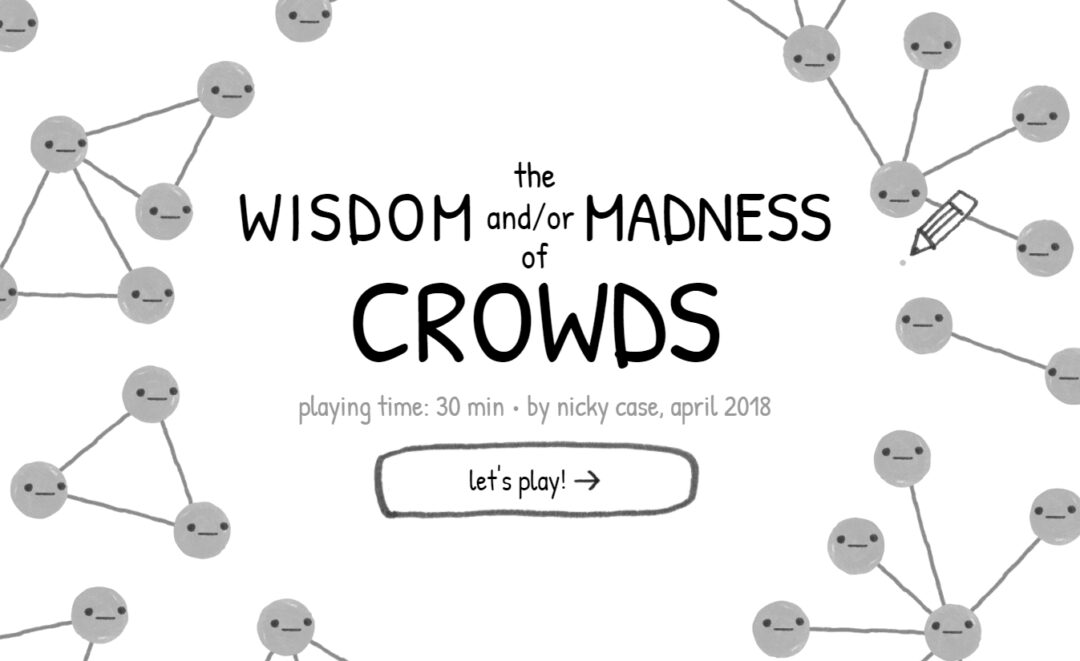 the
WISDOM and/or MADNESS
of
CROWDS
playing time: 30 min • by nicky case, april 2018
let's play! →